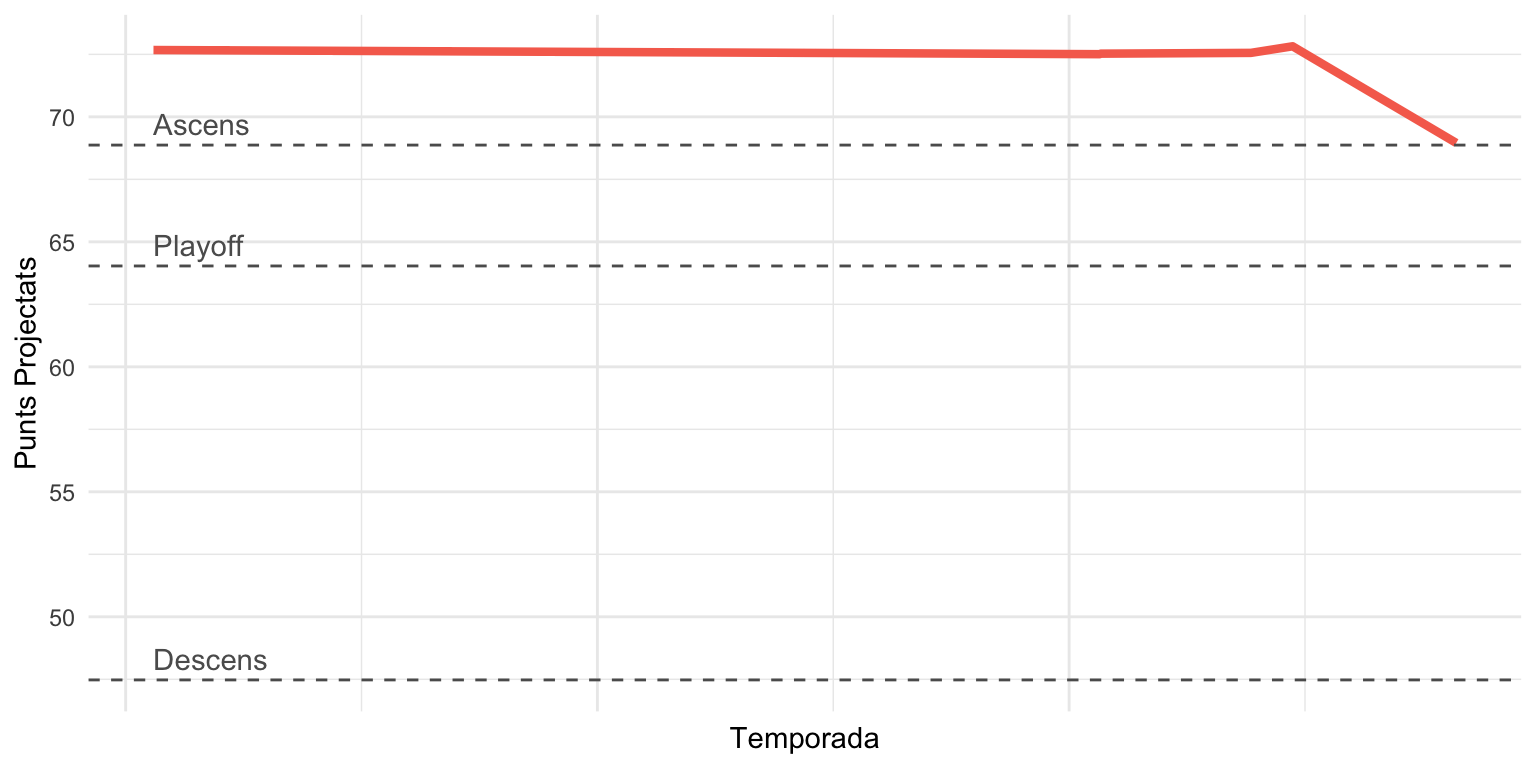 70
Ascens
65
Playoff
60
55
50
Descens
Punts Projectats
Temporada